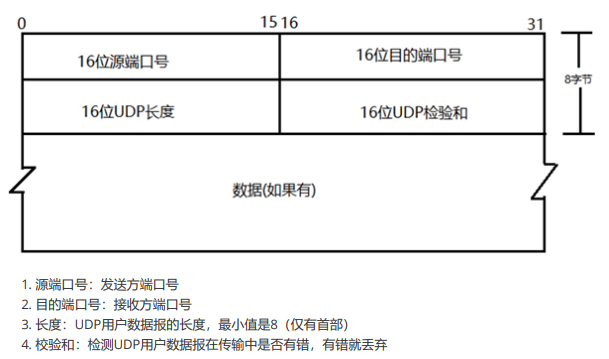 0 15 16 31
16位源端口号 16位目的端口号
8字节
16位UDP长度 16位UDP检验和
数据(如果有)
1. 源端口号：发送方端口号
2. 目的端口号：接收方端口号
3. 长度：UDP用户数据报的长度，最小值是8（仅有首部）
4. 校验和：检测UDP用户数据报在传输中是否有错，有错就丢弃